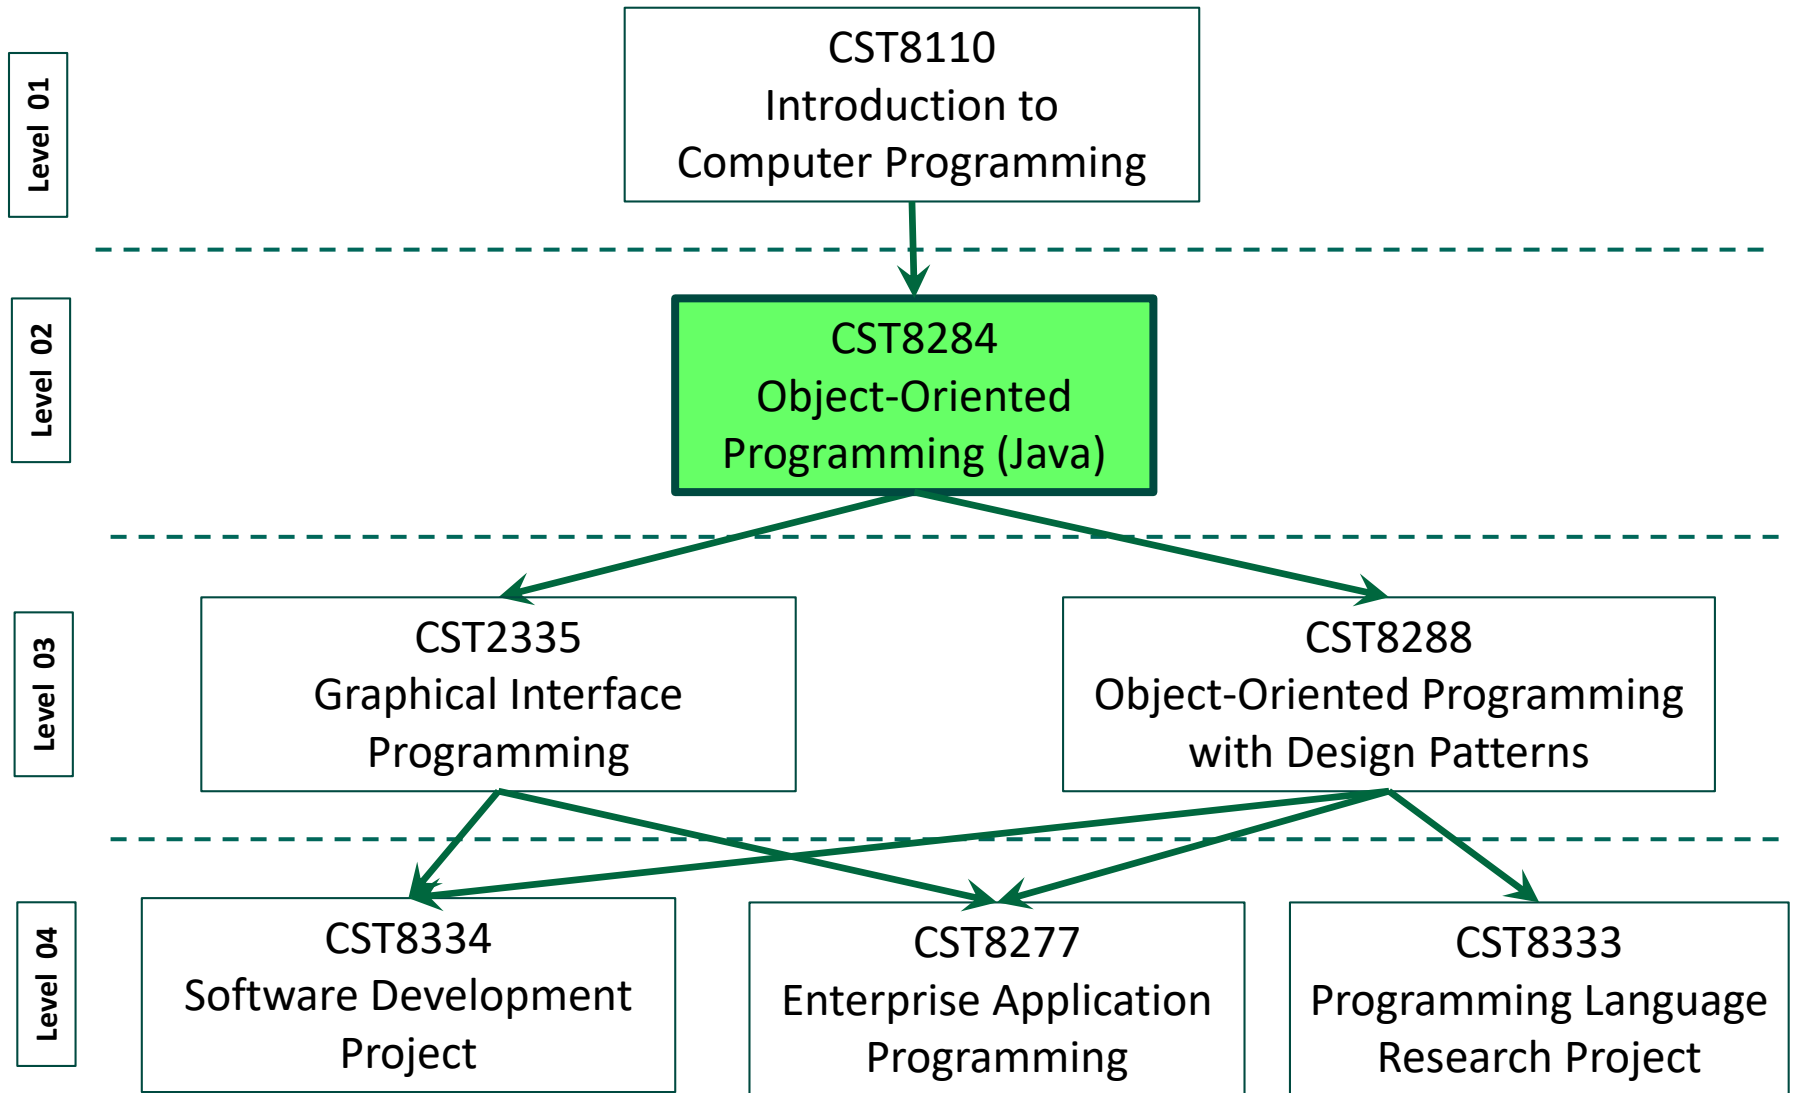 Level 01
CST8110
Introduction to
Computer Programming
Level 02
CST8284
Object-Oriented
Programming (Java)
Level 03
CST2335
Graphical Interface
Programming
CST8288
Object-Oriented Programming
with Design Patterns
Level 04
CST8334
Software Development
Project
CST8277
Enterprise Application
Programming
CST8333
Programming Language
Research Project